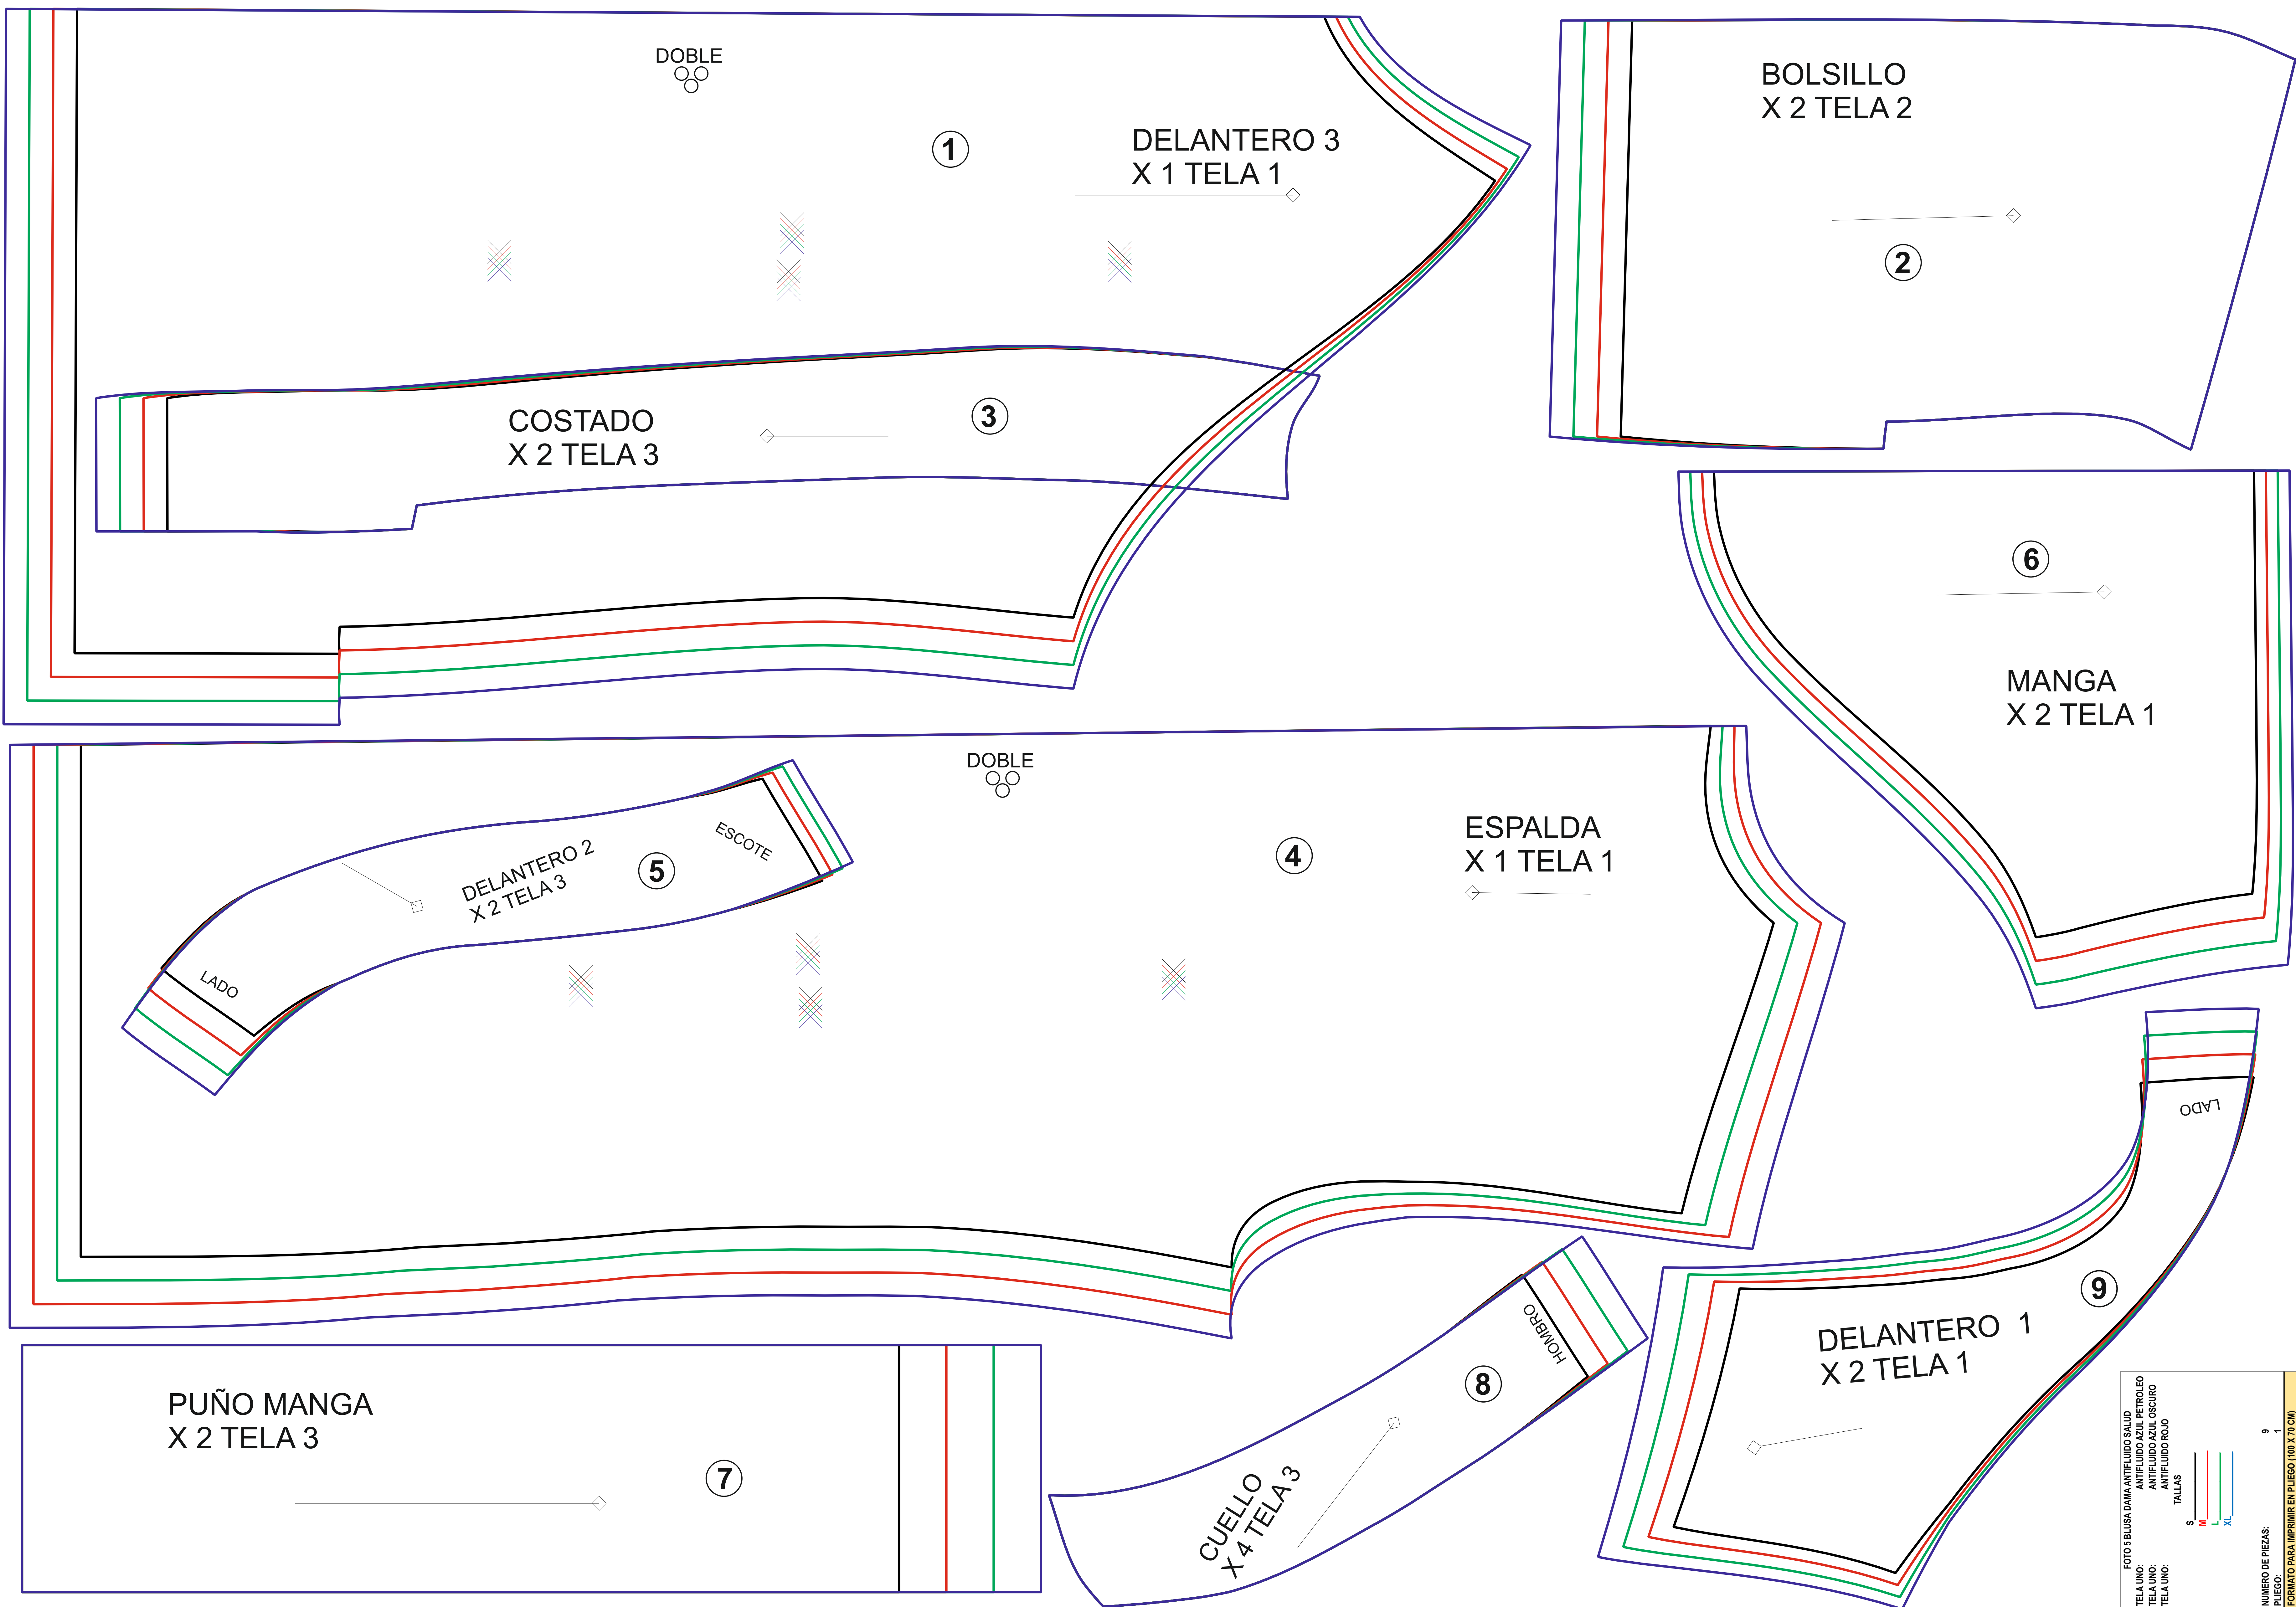 DOBLE
1
DELANTERO 3
X 1 TELA 1
BOLSILLO
X 2 TELA 2
2
COSTADO
X 2 TELA 3
3
6
MANGA
X 2 TELA 1
DOBLE
ESPALDA
X 1 TELA 1
4
ESCOTE
DELANTERO 2
X 2 TELA 3
5
LADO
LADO
9
DELANTERO 1
X 2 TELA 1
HOMBRO
8
CUELLO
X 4 TELA 3
PUÑO MANGA
X 2 TELA 3
7
FOTO 5 BLUSA DAMA ANTIFLUIDO SALUD
TELA UNO: ANTIFLUIDO AZUL PETROLEO
TELA UNO: ANTIFLUIDO AZUL OSCURO
TELA UNO: ANTIFLUIDO ROJO
TALLAS
S
M
L
XL
NUMERO DE PIEZAS: 9
PLIEGO: 1
FORMATO PARA IMPRIMIR EN PLIEGO (100 X 70 CM)